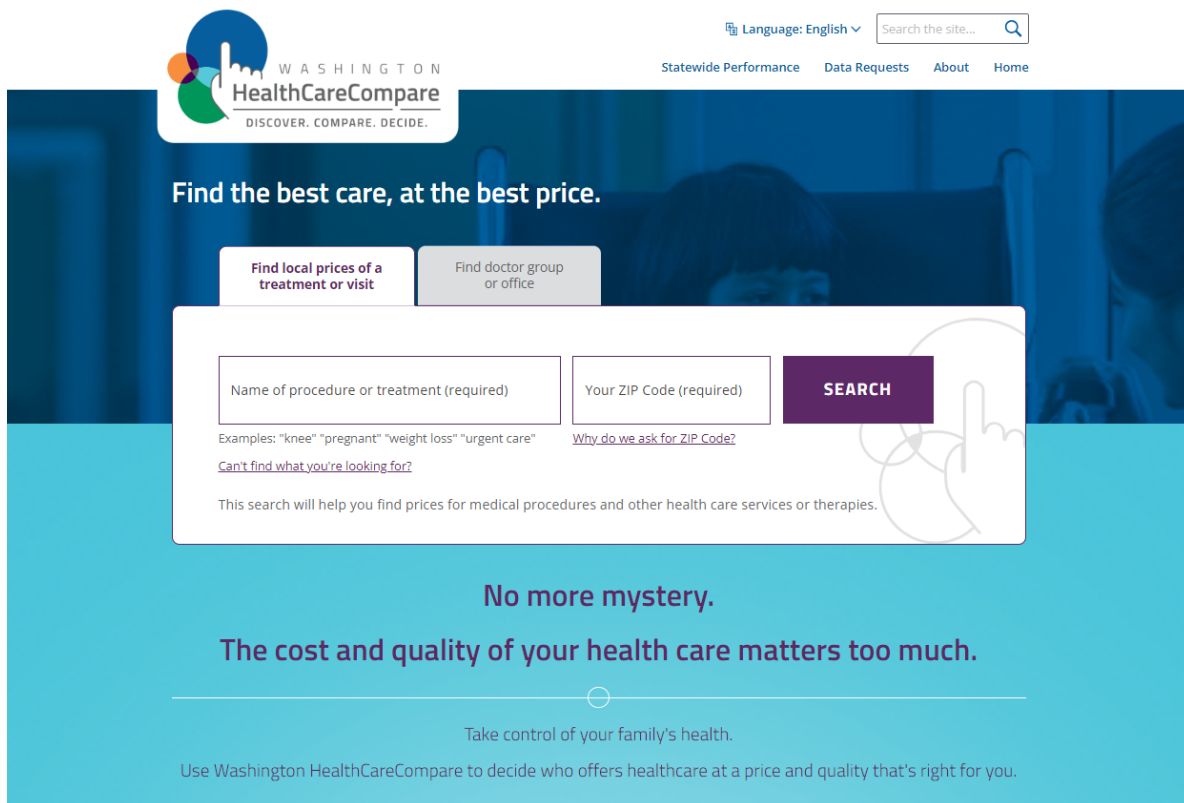 Language: English
Search the site...
WASHINGTON
HealthCareCompare
DISCOVER. COMPARE. DECIDE.
Statewide Performance Data Requests About Home
Find the best care, at the best price.
Find local prices of a
treatment or visit
Find doctor group
or office
Name of procedure or treatment (required)
Your ZIP Code (required)
SEARCH
Examples: "knee" "pregnant" "weight loss" "urgent care"
Why do we ask for ZIP Code?
Can't find what you're looking for?
This search will help you find prices for medical procedures and other health care services or therapies.
No more mystery.
The cost and quality of your health care matters too much.
Take control of your family's health.
Use Washington HealthCareCompare to decide who offers healthcare at a price and quality that's right for you.